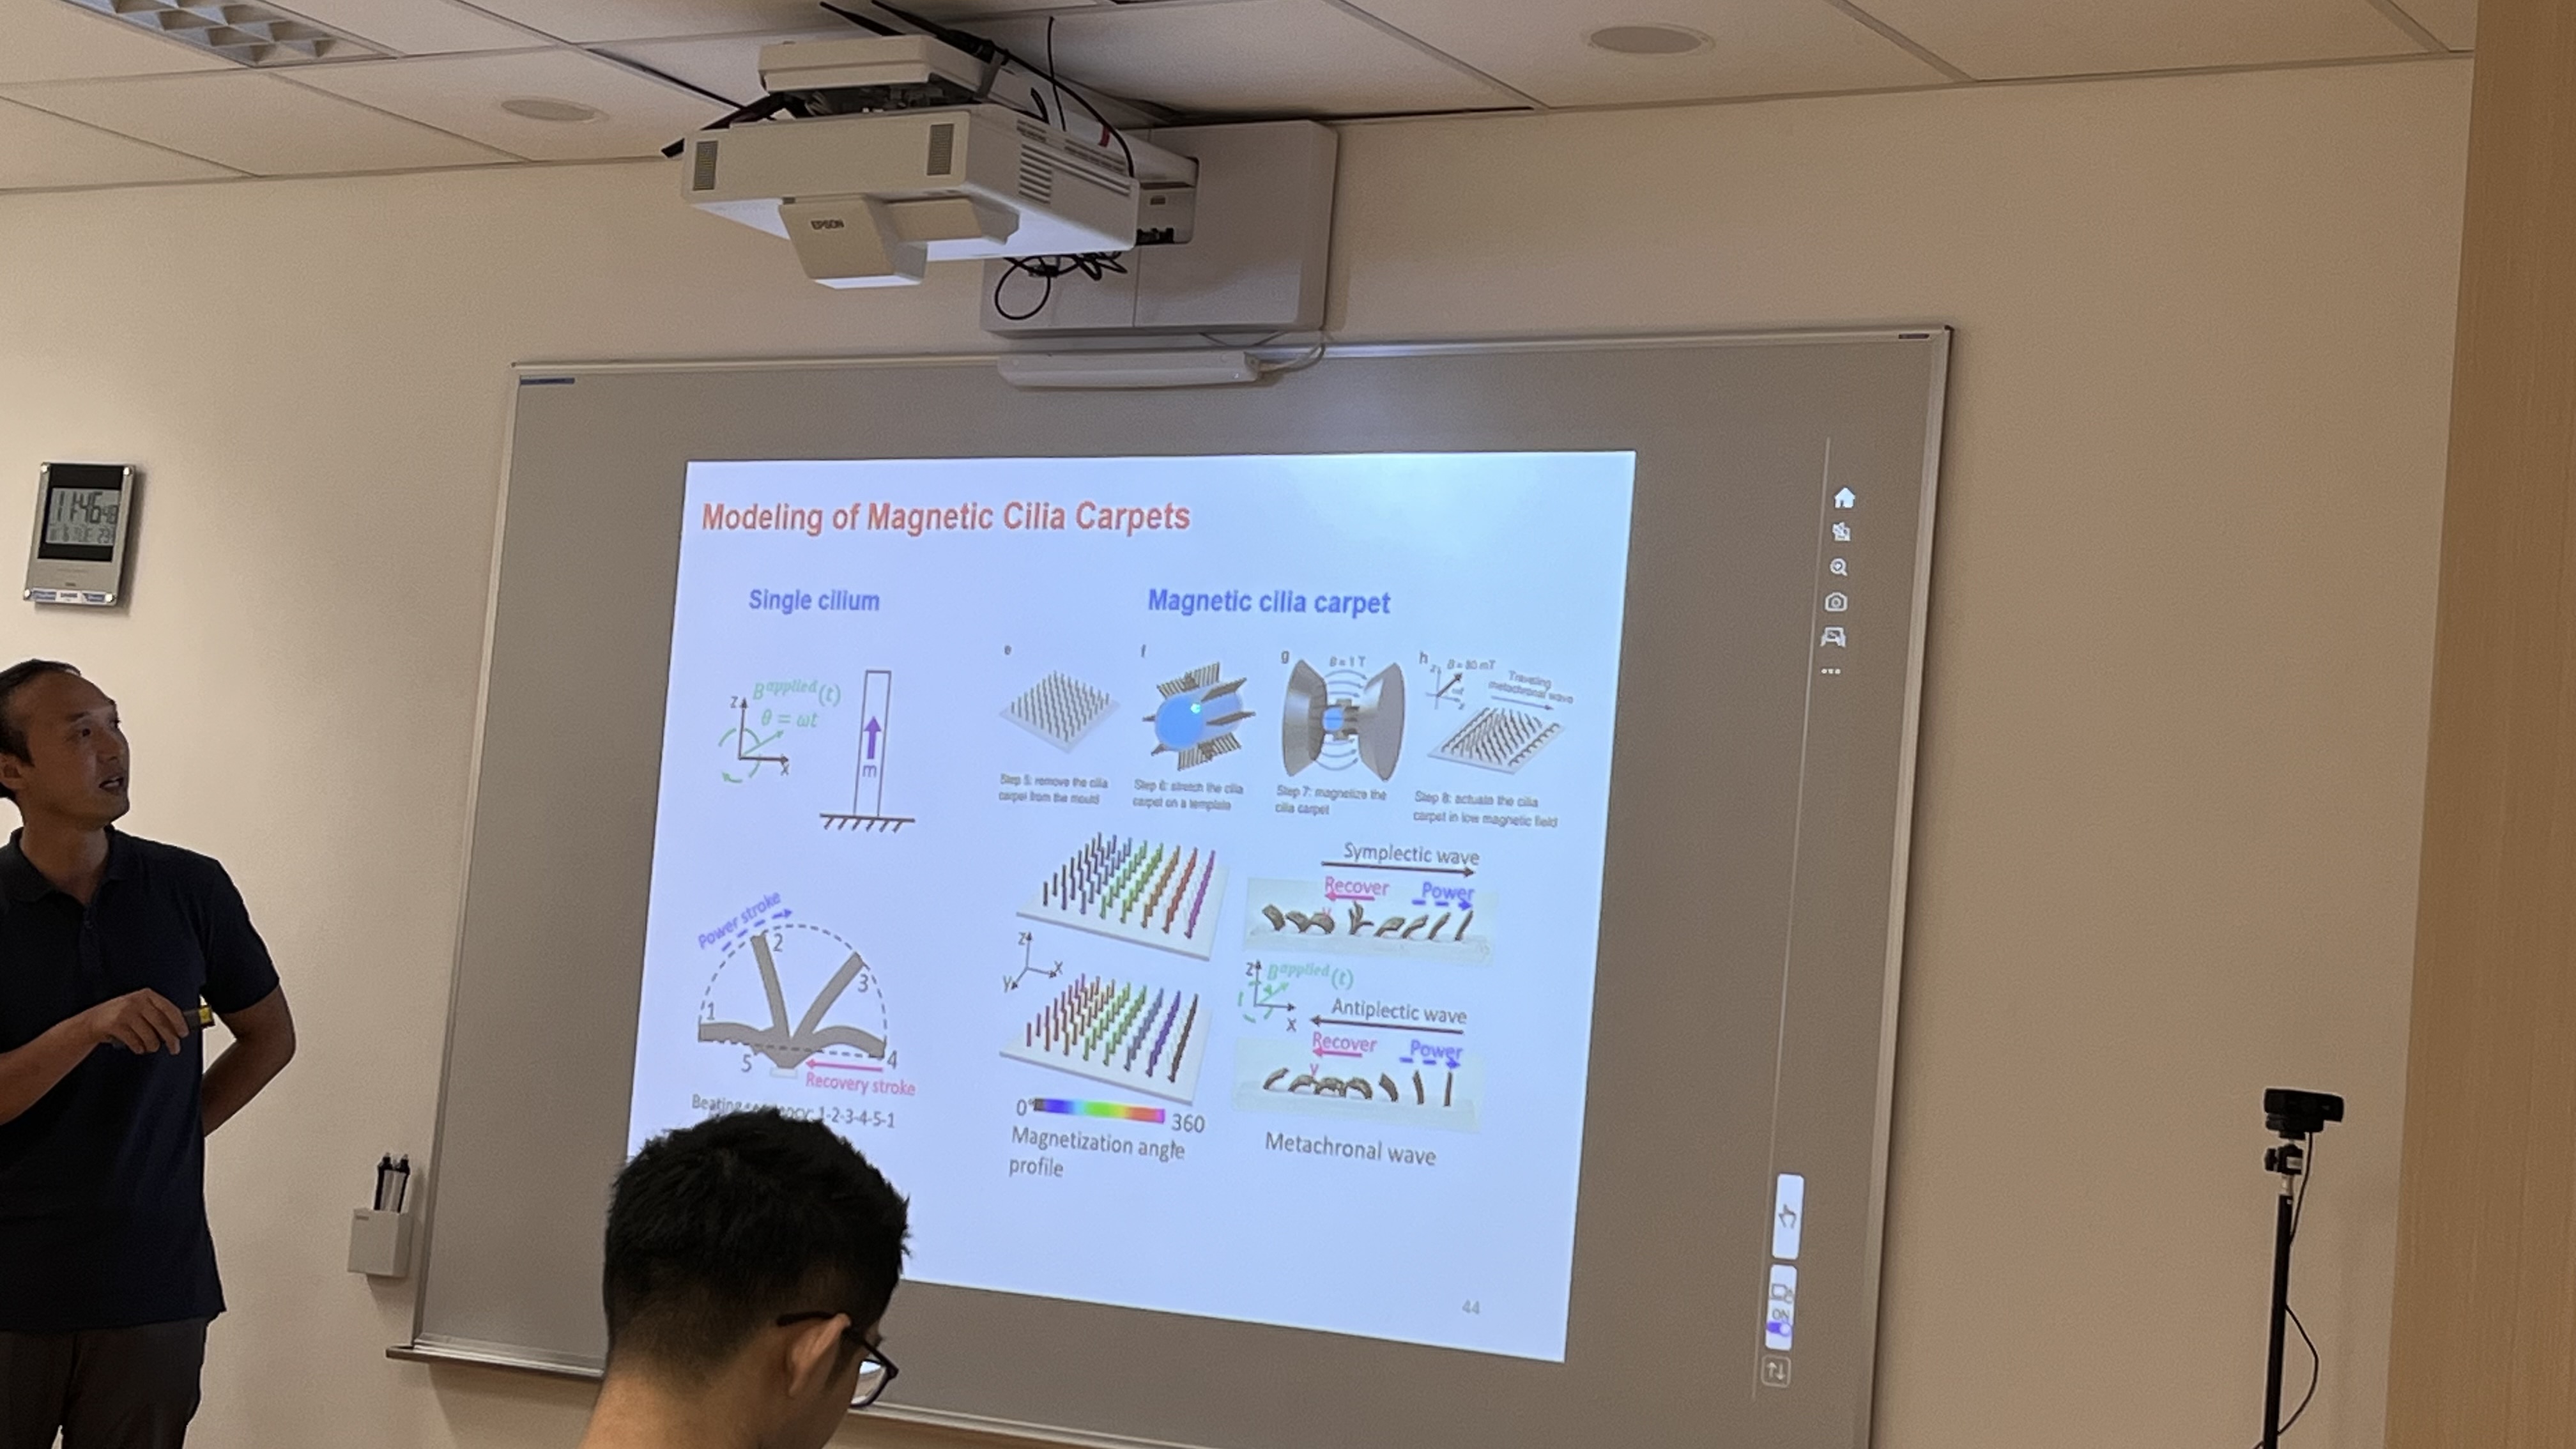 EPSON
11:46 48
Modeling of Magnetic Cilia Carpets
Single cilium
Magnetic cilia carpet
B^applied(t)
θ = ωt
z
x
m
e
f
g
B = 1 T
h
B = 80 mT
z
Traveling
metachronal wave
Step 5: remove the cilia
carpet from the mould
Step 6: stretch the cilia
carpet on a template
Step 7: magnetize the
cilia carpet
Step 8: actuate the cilia
carpet in low magnetic field
Power stroke
1
2
3
4
5
Recovery stroke
Beating 1-2-3-4-5-1
z
x
y
0°
360
Magnetization angle
profile
Symplectic wave
Recover
Power
z
B^applied(t)
x
Antiplectic wave
Recover
Power
Metachronal wave
44
ON